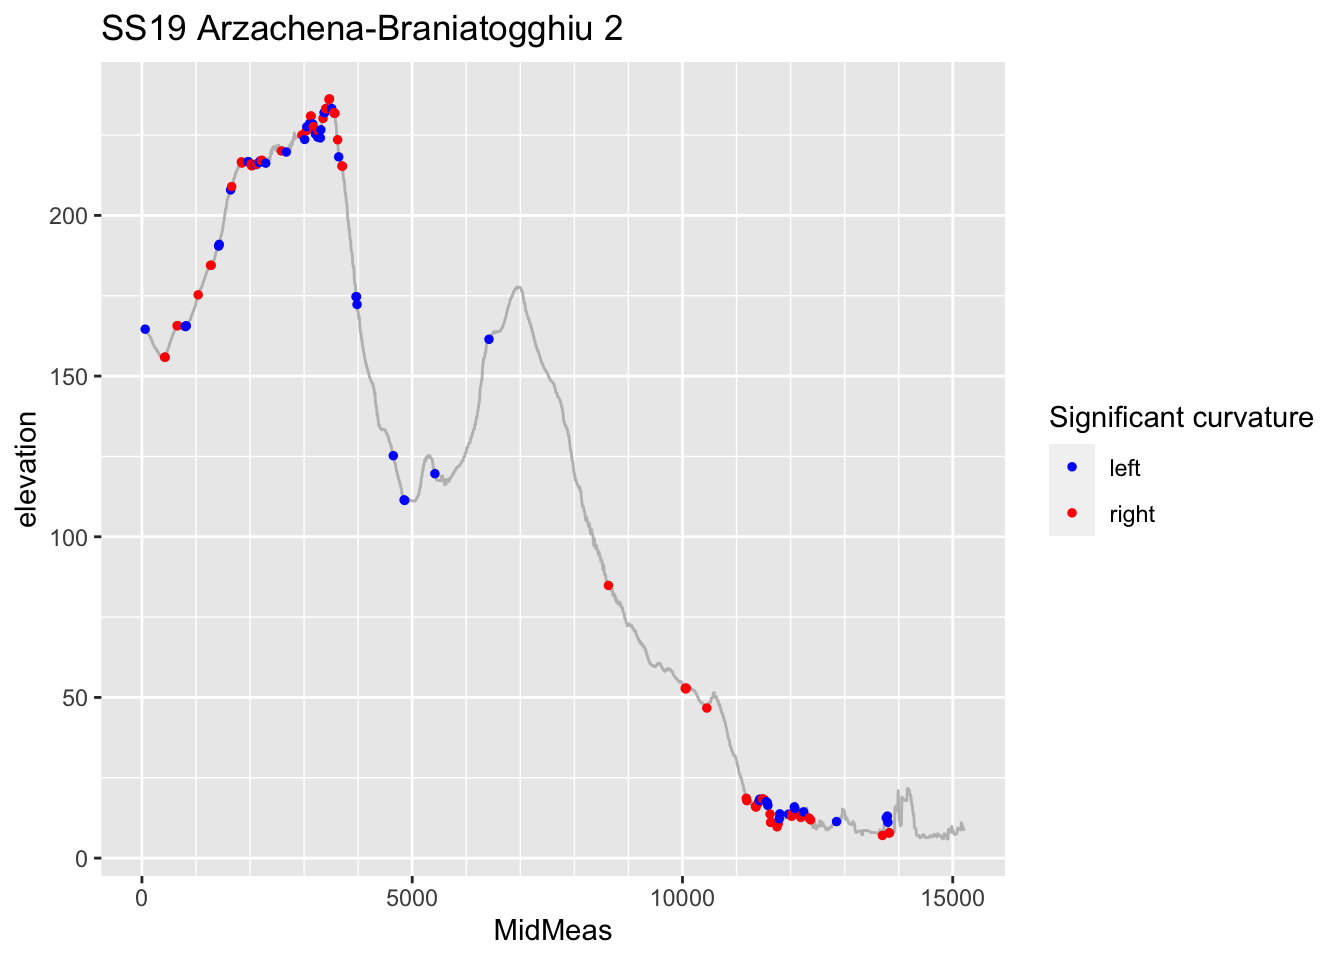 SS19 Arzachena-Braniatogghiu 2
200
150
100
50
0
elevation
0 5000 10000 15000
MidMeas
Significant curvature
left
right